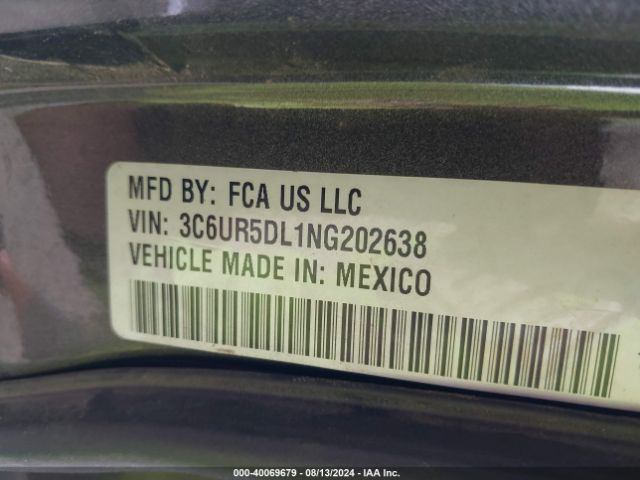 MFD BY: FCA US LLC
VIN: 3C6UR5DL1NG202638
VEHICLE MADE IN: MEXICO
000-40069679 | 08/13/2024 | IAA Inc.